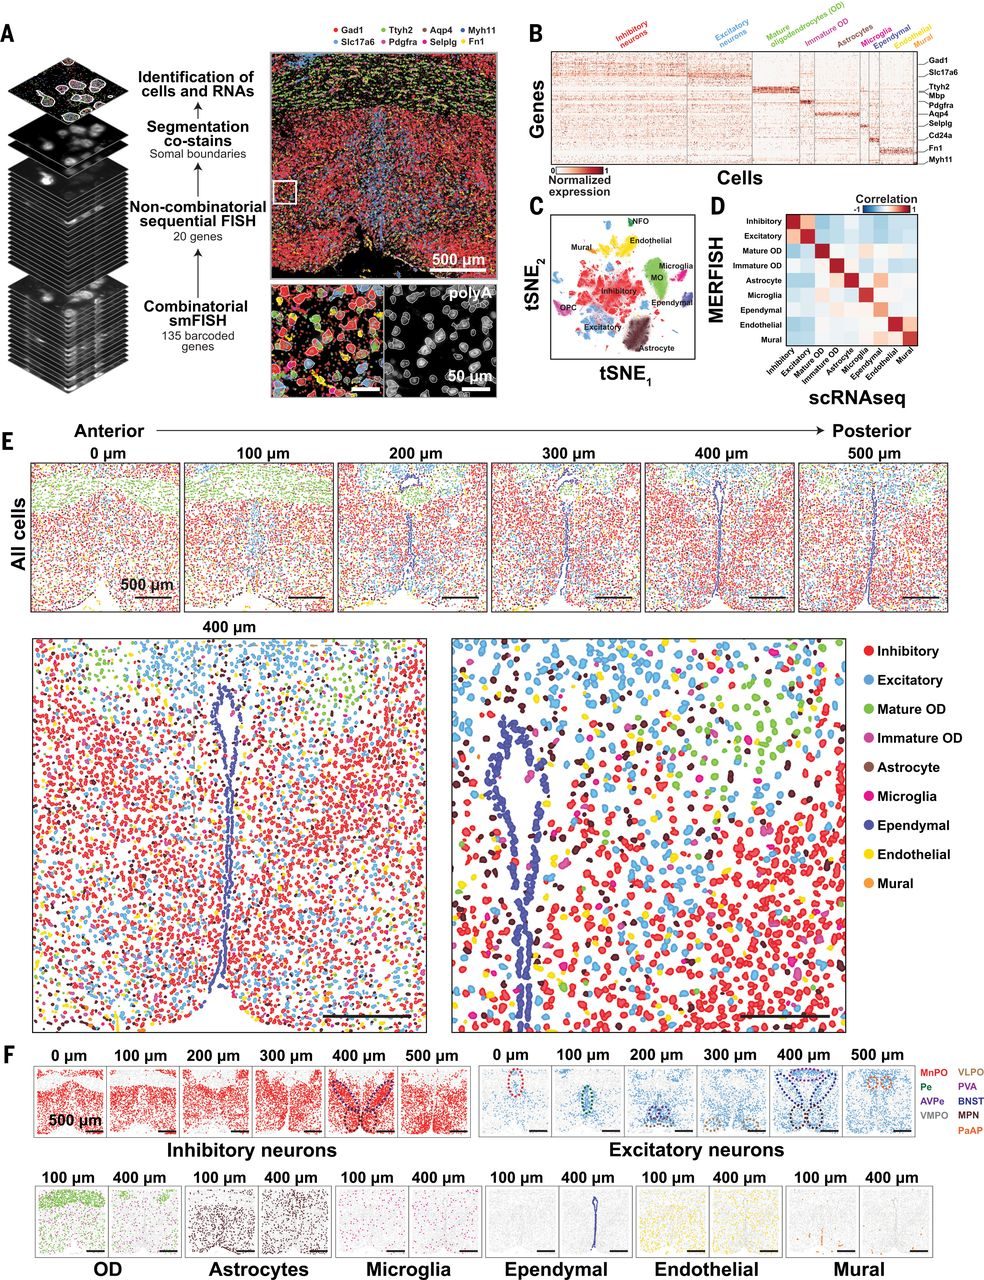 A
Identification of
cells and RNAs
Segmentation
co-stains
Somal boundaries
Non-combinatorial
sequential FISH
20 genes
Combinatorial
smFISH
135 barcoded
genes
Gad1 Ttyh2 Aqp4 Myh11
Slc17a6 Pdgfra Selplg Fn1
500 µm
polyA
50 µm
B
Inhibitory
neurons
Excitatory
neurons
Mature
oligodendrocytes (OD)
Immature OD
Astrocytes
Microglia
Ependymal
Endothelial
Mural
Genes
Gad1
Slc17a6
Ttyh2
Mbp
Pdgfra
Aqp4
Selplg
Cd24a
Fn1
Myh11
0 1
Normalized
expression
Cells
C
tSNE2
NFO
Endothelial
Mural
Microglia
MO
Inhibitory
Ependymal
OPC
Excitatory
Astrocyte
tSNE1
D
Correlation
-1 1
MERFISH
Inhibitory
Excitatory
Mature OD
Immature OD
Astrocyte
Microglia
Ependymal
Endothelial
Mural
Inhibitory
Excitatory
Mature OD
Immature OD
Astrocyte
Microglia
Ependymal
Endothelial
Mural
scRNAseq
E
Anterior Posterior
0 µm 100 µm 200 µm 300 µm 400 µm 500 µm
All cells
500 µm
400 µm
Inhibitory
Excitatory
Mature OD
Immature OD
Astrocyte
Microglia
Ependymal
Endothelial
Mural
F
0 µm 100 µm 200 µm 300 µm 400 µm 500 µm
0 µm 100 µm 200 µm 300 µm 400 µm 500 µm
500 µm
MnPO VLPO
Pe PVA
AVPe BNST
VMPO MPN
PaAP
Inhibitory neurons
Excitatory neurons
100 µm 400 µm 100 µm 400 µm 100 µm 400 µm 100 µm 400 µm 100 µm 400 µm 100 µm 400 µm
OD Astrocytes Microglia Ependymal Endothelial Mural